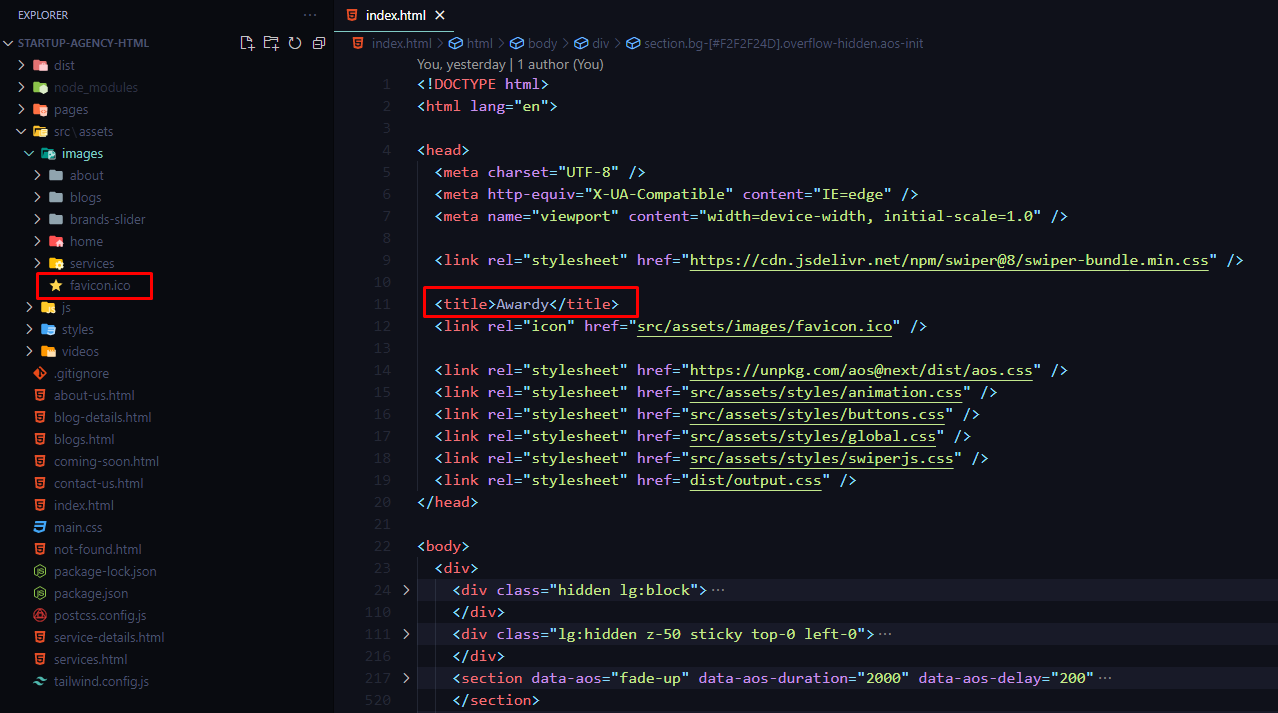 EXPLORER
STARTUP-AGENCY-HTML
dist
node_modules
pages
src\assets
images
about
blogs
brands-slider
home
services
favicon.ico
js
styles
videos
.gitignore
about-us.html
blog-details.html
blogs.html
coming-soon.html
contact-us.html
index.html
main.css
not-found.html
package-lock.json
package.json
postcss.config.js
service-details.html
services.html
tailwind.config.js
index.html
index.html > html > body > div > section.bg-[#F2F2F24D].overflow-hidden.aos-init
You, yesterday | 1 author (You)
1 <!DOCTYPE html>
2 <html lang="en">
3
4 <head>
5 <meta charset="UTF-8" />
6 <meta http-equiv="X-UA-Compatible" content="IE=edge" />
7 <meta name="viewport" content="width=device-width, initial-scale=1.0" />
8
9 <link rel="stylesheet" href="https://cdn.jsdelivr.net/npm/swiper@8/swiper-bundle.min.css" />
10
11 <title>Awardy</title>
12 <link rel="icon" href="src/assets/images/favicon.ico" />
13
14 <link rel="stylesheet" href="https://unpkg.com/aos@next/dist/aos.css" />
15 <link rel="stylesheet" href="src/assets/styles/animation.css" />
16 <link rel="stylesheet" href="src/assets/styles/buttons.css" />
17 <link rel="stylesheet" href="src/assets/styles/global.css" />
18 <link rel="stylesheet" href="src/assets/styles/swiperjs.css" />
19 <link rel="stylesheet" href="dist/output.css" />
20 </head>
21
22 <body>
23 <div>
24 <div class="hidden lg:block">…
110 </div>
111 <div class="lg:hidden z-50 sticky top-0 left-0">…
216 </div>
217 <section data-aos="fade-up" data-aos-duration="2000" data-aos-delay="200"…
520 </section>